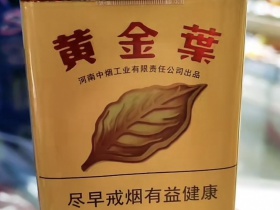 黄金葉
河南中烟工业有限责任公司出品
尽早戒烟有益健康